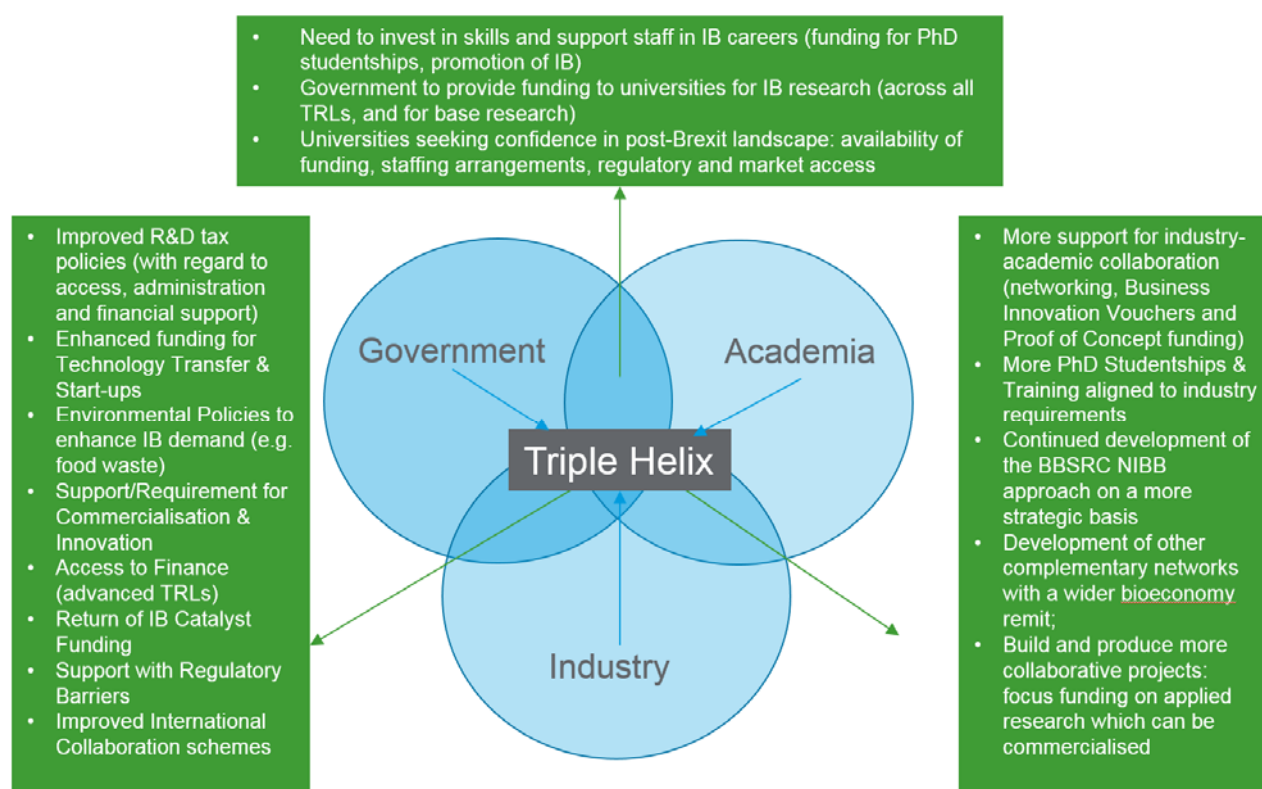 • Need to invest in skills and support staff in IB careers (funding for PhD
studentships, promotion of IB)
• Government to provide funding to universities for IB research (across all
TRLs, and for base research)
• Universities seeking confidence in post-Brexit landscape: availability of
funding, staffing arrangements, regulatory and market access
• Improved R&D tax
policies (with regard to
access, administration
and financial support)
• Enhanced funding for
Technology Transfer &
Start-ups
• Environmental Policies to
enhance IB demand (e.g.
food waste)
• Support/Requirement for
Commercialisation &
Innovation
• Access to Finance
(advanced TRLs)
• Return of IB Catalyst
Funding
• Support with Regulatory
Barriers
• Improved International
Collaboration schemes
Government
Academia
Triple Helix
Industry
• More support for industry-
academic collaboration
(networking, Business
Innovation Vouchers and
Proof of Concept funding)
• More PhD Studentships &
Training aligned to industry
requirements
• Continued development of
the BBSRC NIBB
approach on a more
strategic basis
• Development of other
complementary networks
with a wider bioeconomy
remit;
• Build and produce more
collaborative projects:
focus funding on applied
research which can be
commercialised